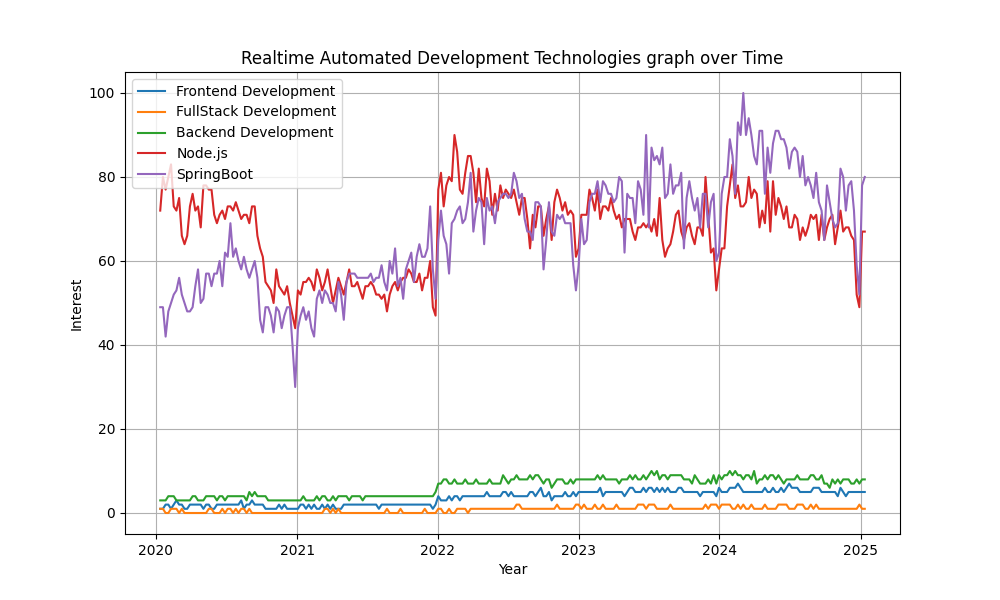 Realtime Automated Development Technologies graph over Time
Frontend Development
FullStack Development
Backend Development
Node.js
SpringBoot
100
80
60
40
20
0
Interest
2020 2021 2022 2023 2024 2025
Year